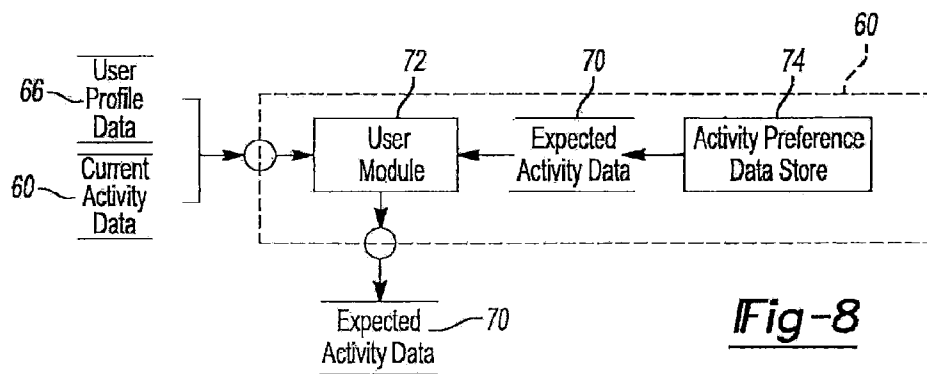 60
72
70
74
66
User
Profile
Data
60
Current
Activity
Data
User
Module
Expected
Activity Data
Activity Preference
Data Store
Expected
Activity Data
70
Fig-8